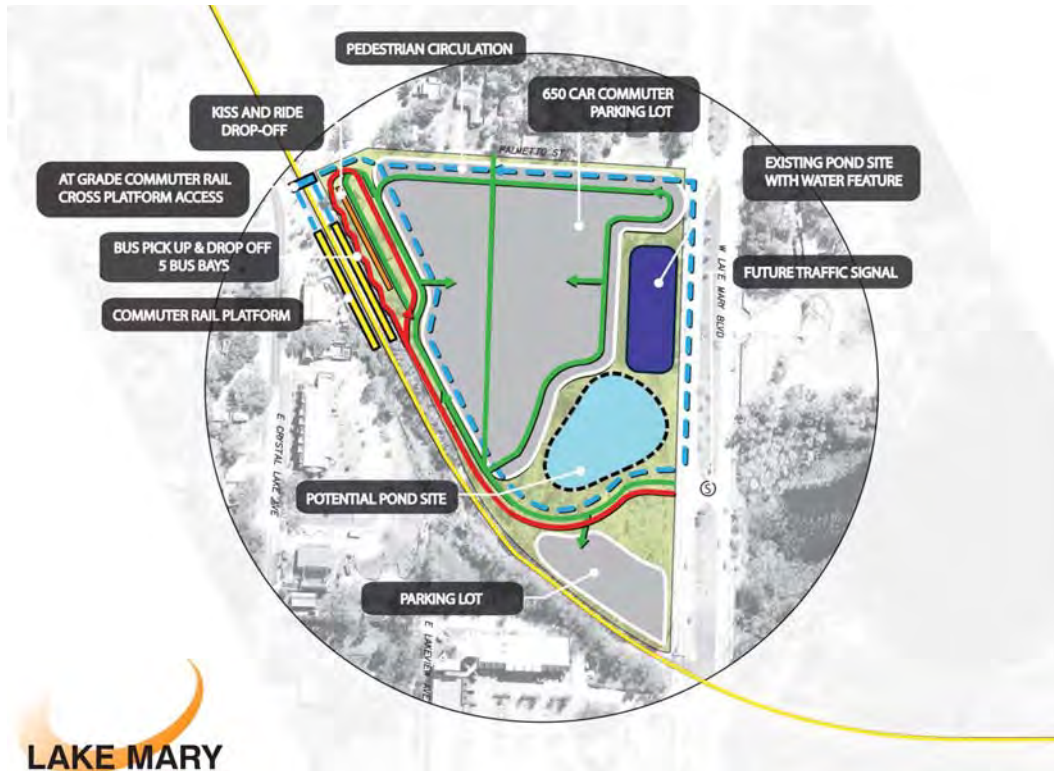 PEDESTRIAN CIRCULATION
650 CAR COMMUTER
PARKING LOT
KISS AND RIDE
DROP-OFF
PALMETTO ST
EXISTING POND SITE
WITH WATER FEATURE
AT GRADE COMMUTER RAIL
CROSS PLATFORM ACCESS
BUS PICK UP & DROP OFF
5 BUS BAYS
FUTURE TRAFFIC SIGNAL
COMMUTER RAIL PLATFORM
W LAKE MARY BLVD
E CRYSTAL LAKE AVE
POTENTIAL POND SITE
S
PARKING LOT
E LAKEVIEW AVE
LAKE MARY